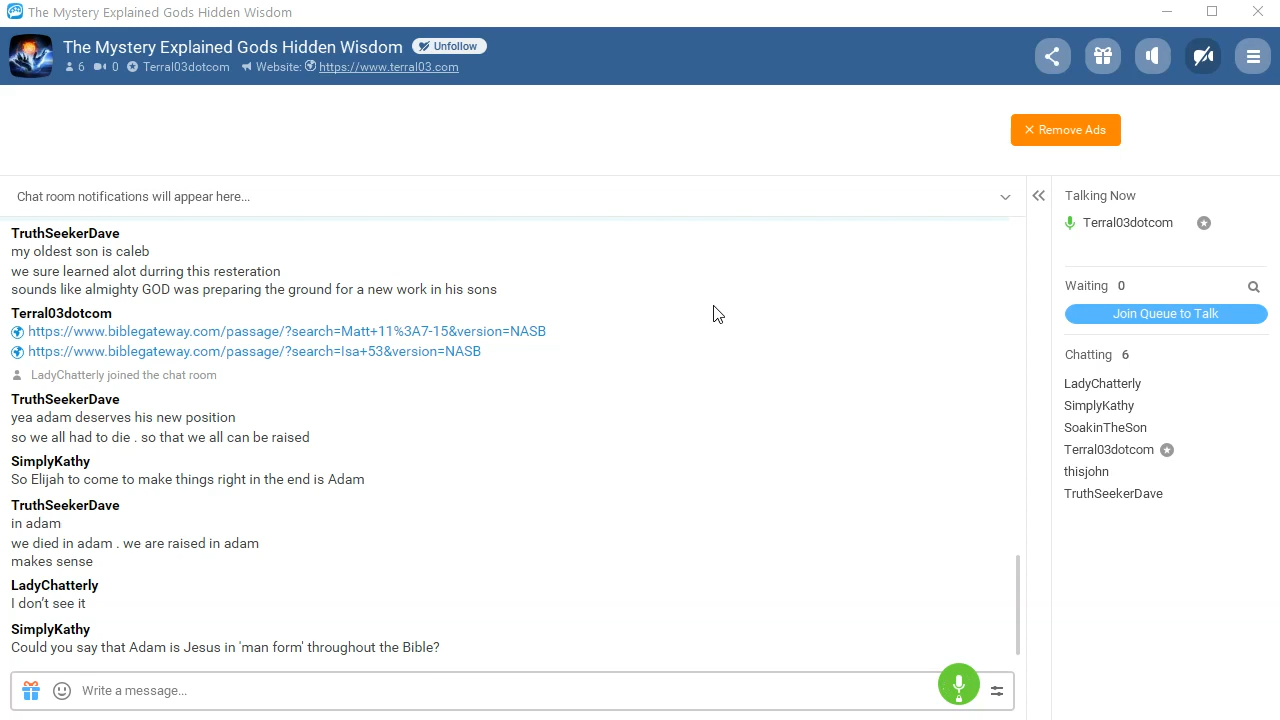 The Mystery Explained Gods Hidden Wisdom
The Mystery Explained Gods Hidden Wisdom
Unfollow
6 0 Terral03dotcom Website: https://www.terral03.com
Remove Ads
Chat room notifications will appear here...
TruthSeekerDave
my oldest son is caleb
we sure learned alot durring this resteration
sounds like almighty GOD was preparing the ground for a new work in his sons
Terral03dotcom
https://www.biblegateway.com/passage/?search=Matt+11%3A7-15&version=NASB
https://www.biblegateway.com/passage/?search=Isa+53&version=NASB
LadyChatterly joined the chat room
TruthSeekerDave
yea adam deserves his new position
so we all had to die . so that we all can be raised
SimplyKathy
So Elijah to come to make things right in the end is Adam
TruthSeekerDave
in adam
we died in adam . we are raised in adam
makes sense
LadyChatterly
I don't see it
SimplyKathy
Could you say that Adam is Jesus in 'man form' throughout the Bible?
Write a message...
Talking Now
Terral03dotcom
Waiting 0
Join Queue to Talk
Chatting 6
LadyChatterly
SimplyKathy
SoakinTheSon
Terral03dotcom
thisjohn
TruthSeekerDave